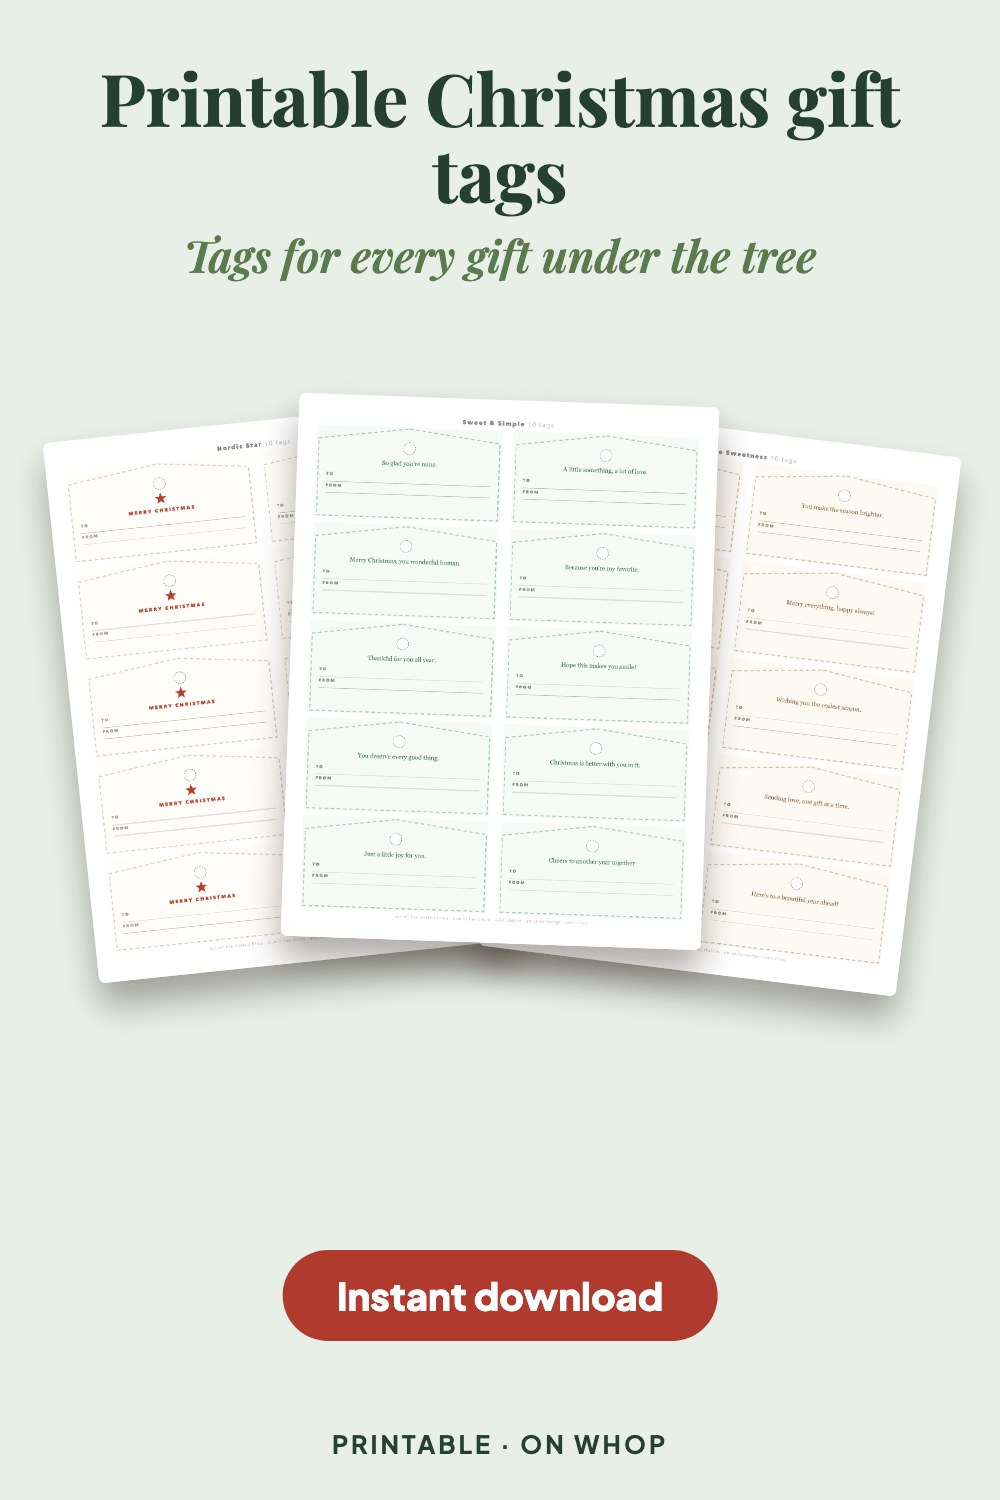 Printable Christmas gift
tags
Tags for every gift under the tree
Nordic Star 10 tags
MERRY CHRISTMAS
TO
FROM
MERRY CHRISTMAS
TO
FROM
MERRY CHRISTMAS
TO
FROM
MERRY CHRISTMAS
TO
FROM
MERRY CHRISTMAS
TO
FROM
TO
FROM
Sweet & Simple 10 tags
So glad you're mine.
TO
FROM
A little something, a lot of love.
TO
FROM
Merry Christmas, you wonderful human.
TO
FROM
Because you're my favorite.
TO
FROM
Thankful for you all year.
TO
FROM
Hope this makes you smile!
TO
FROM
You deserve every good thing.
TO
FROM
Christmas is better with you in it.
TO
FROM
Just a little joy for you.
TO
FROM
Cheers to another year together
TO
FROM
Sweetness 10 tags
You make the season brighter.
TO
FROM
Merry everything, happy always!
TO
FROM
Wishing you the coziest season.
TO
FROM
Sending love, one gift at a time.
TO
FROM
Here's to a beautiful year ahead!
TO
FROM
Instant download
PRINTABLE · ON WHOP